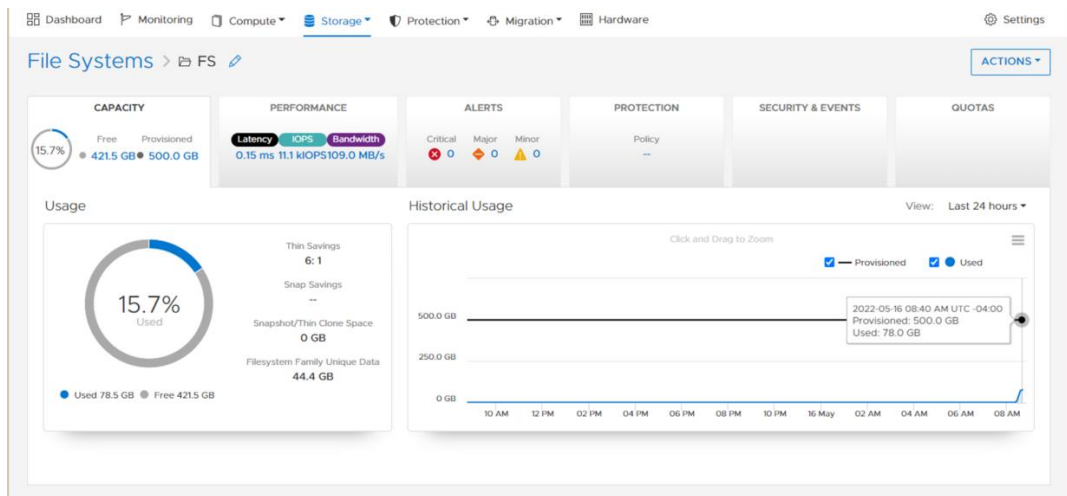 Dashboard Monitoring Compute Storage Protection Migration Hardware Settings
File Systems > FS
ACTIONS
CAPACITY PERFORMANCE ALERTS PROTECTION SECURITY & EVENTS QUOTAS
15.7%
Free Provisioned
421.5 GB 500.0 GB
Latency IOPS Bandwidth
0.15 ms 11.1 kIOPS109.0 MB/s
Critical Major Minor
0 0 0
Policy
--
Usage
15.7%
Used
Used 78.5 GB Free 421.5 GB
Thin Savings
6:1
Snap Savings
--
Snapshot/Thin Clone Space
0 GB
Filesystem Family Unique Data
44.4 GB
Historical Usage
View: Last 24 hours
Click and Drag to Zoom
Provisioned Used
2022-05-16 08:40 AM UTC -04:00
Provisioned: 500.0 GB
Used: 78.0 GB
500.0 GB
250.0 GB
0 GB
10 AM 12 PM 02 PM 04 PM 06 PM 08 PM 10 PM 16 May 02 AM 04 AM 06 AM 08 AM